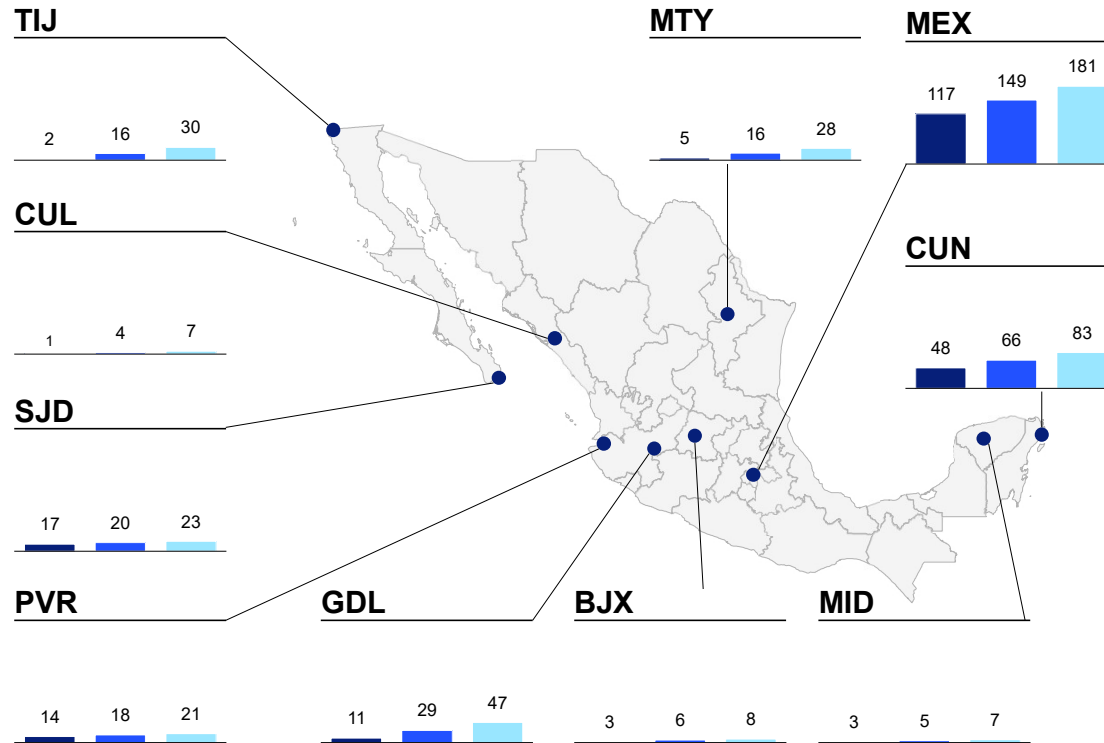 TIJ
2 16 30
MTY
5 16 28
MEX
117 149 181
CUL
1 4 7
CUN
48 66 83
SJD
17 20 23
PVR
14 18 21
GDL
11 29 47
BJX
3 6 8
MID
3 5 7